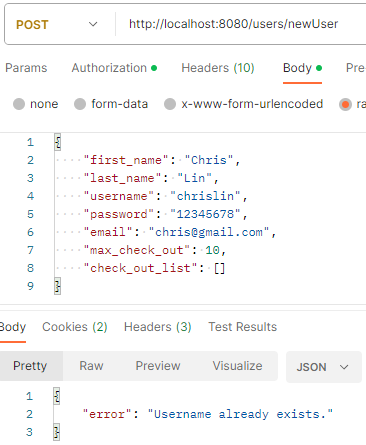 POST http://localhost:8080/users/newUser
Params Authorization Headers (10) Body Pre
none form-data x-www-form-urlencoded ra
1 {
2 "first_name": "Chris",
3 "last_name": "Lin",
4 "username": "chrislin",
5 "password": "12345678",
6 "email": "chris@gmail.com",
7 "max_check_out": 10,
8 "check_out_list": []
9 }
Body Cookies (2) Headers (3) Test Results
Pretty Raw Preview Visualize JSON
1 {
2 "error": "Username already exists."
3 }